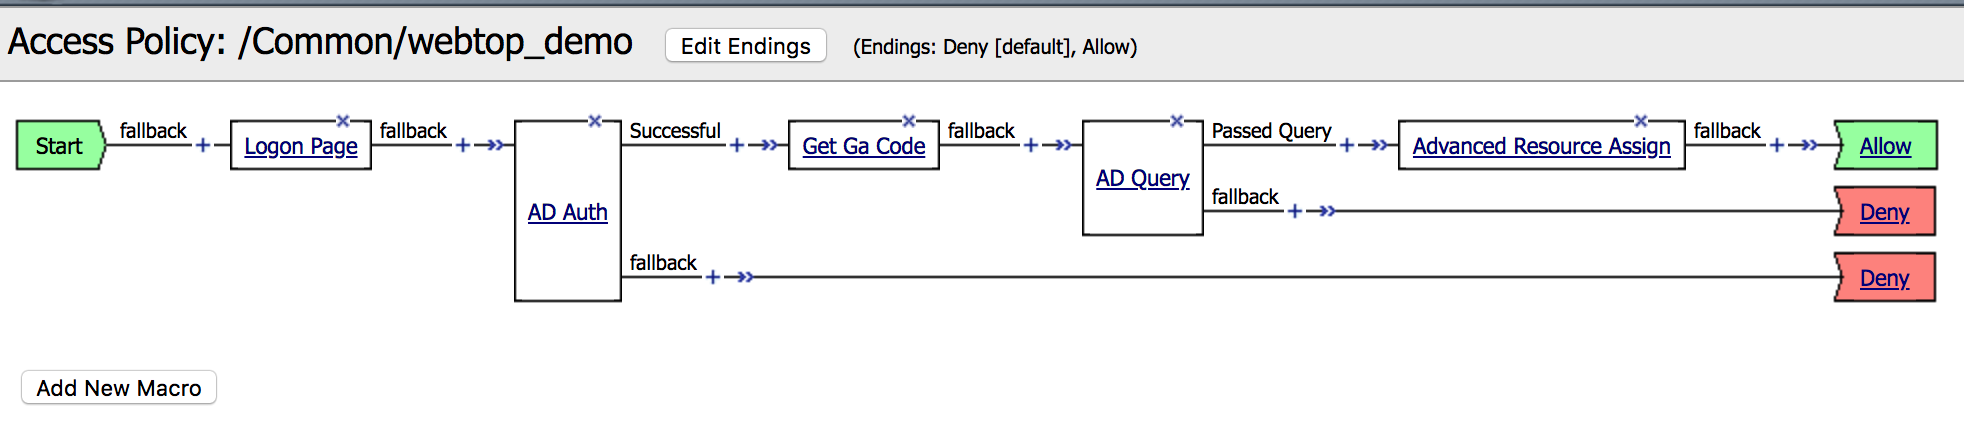 Access Policy: /Common/webtop_demo Edit Endings (Endings: Deny [default], Allow)
Start fallback Logon Page fallback AD Auth Successful Get Ga Code fallback AD Query Passed Query Advanced Resource Assign fallback Allow
fallback Deny
fallback Deny
Add New Macro